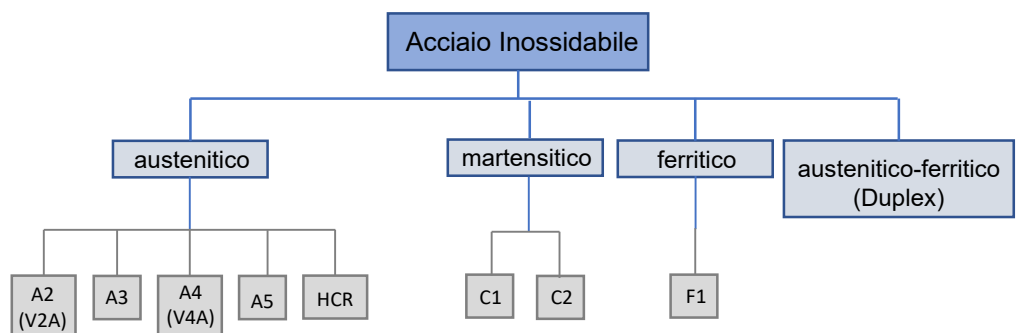 Acciaio Inossidabile
austenitico
martensitico
ferritico
austenitico-ferritico
(Duplex)
A2
(V2A)
A3
A4
(V4A)
A5
HCR
C1
C2
F1